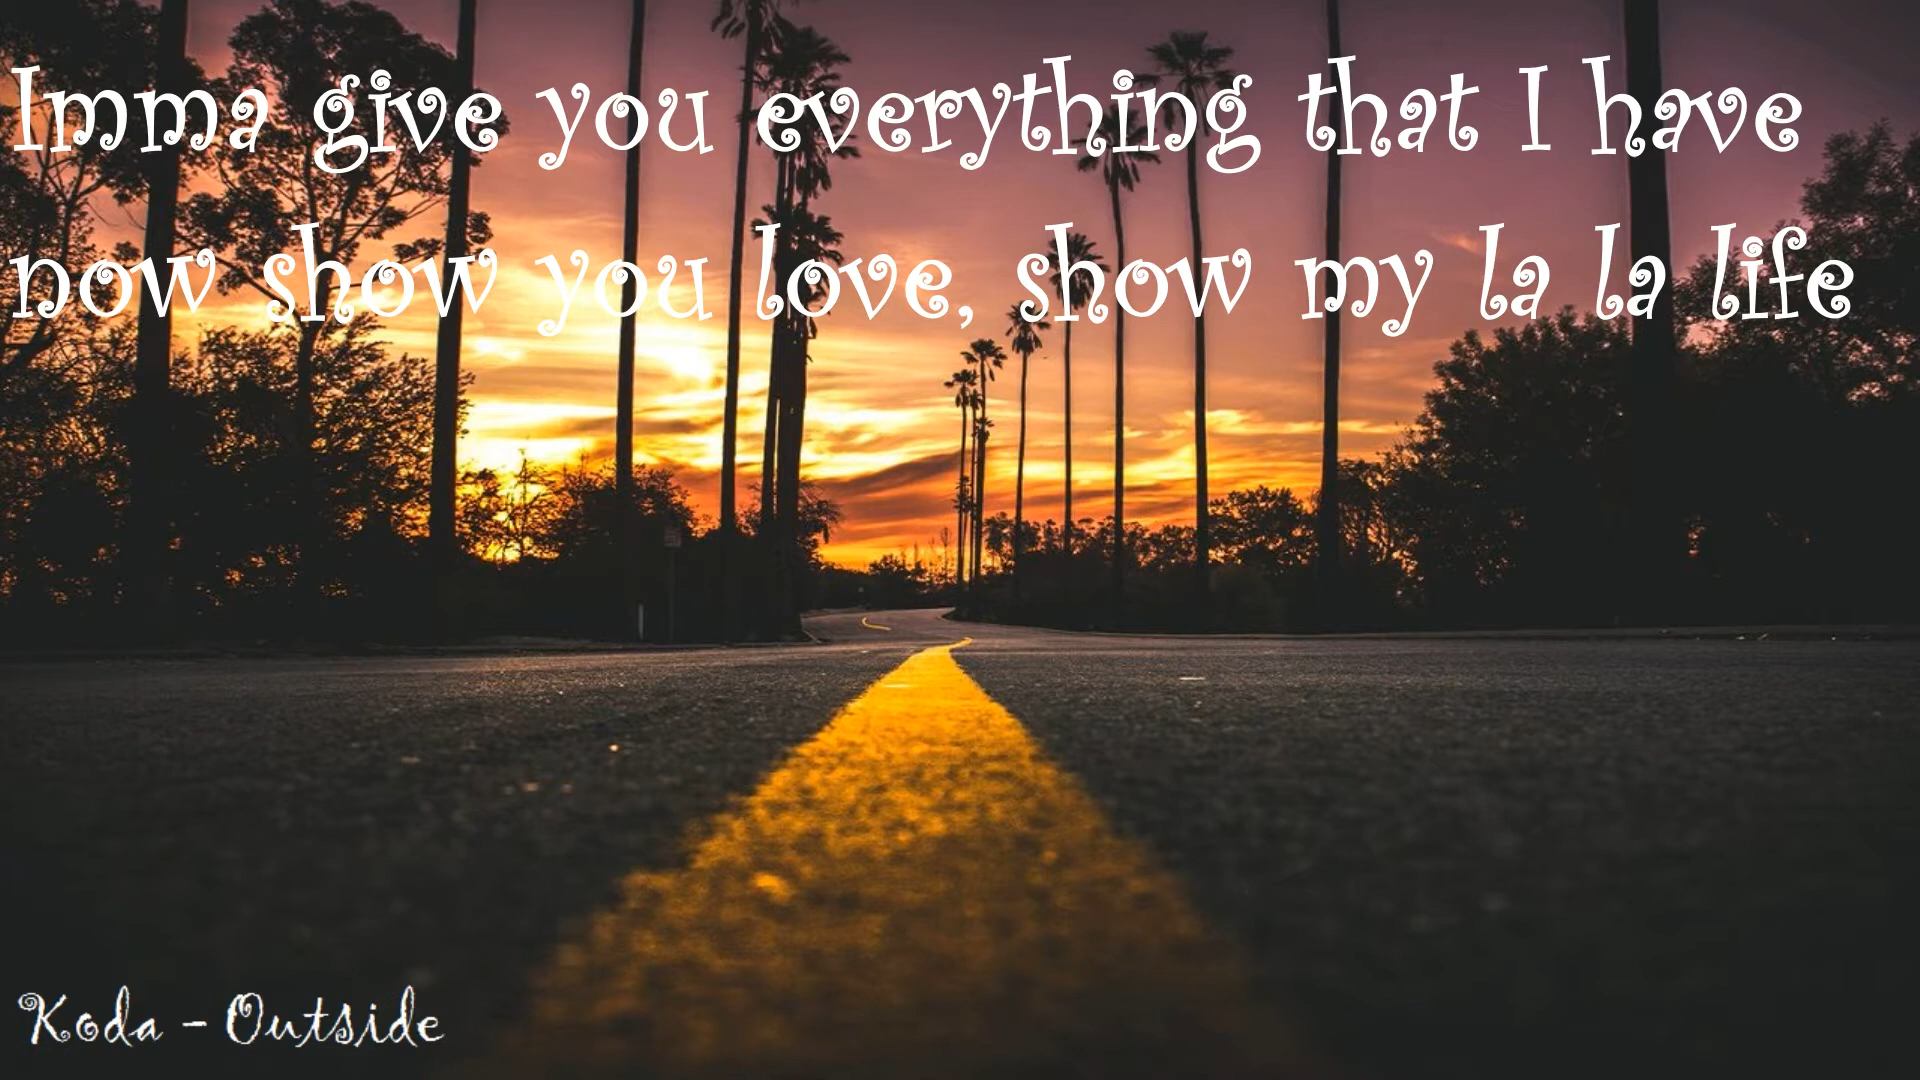 Imma give you everything that I have
now show you love, show my la la life
Koda - Outside